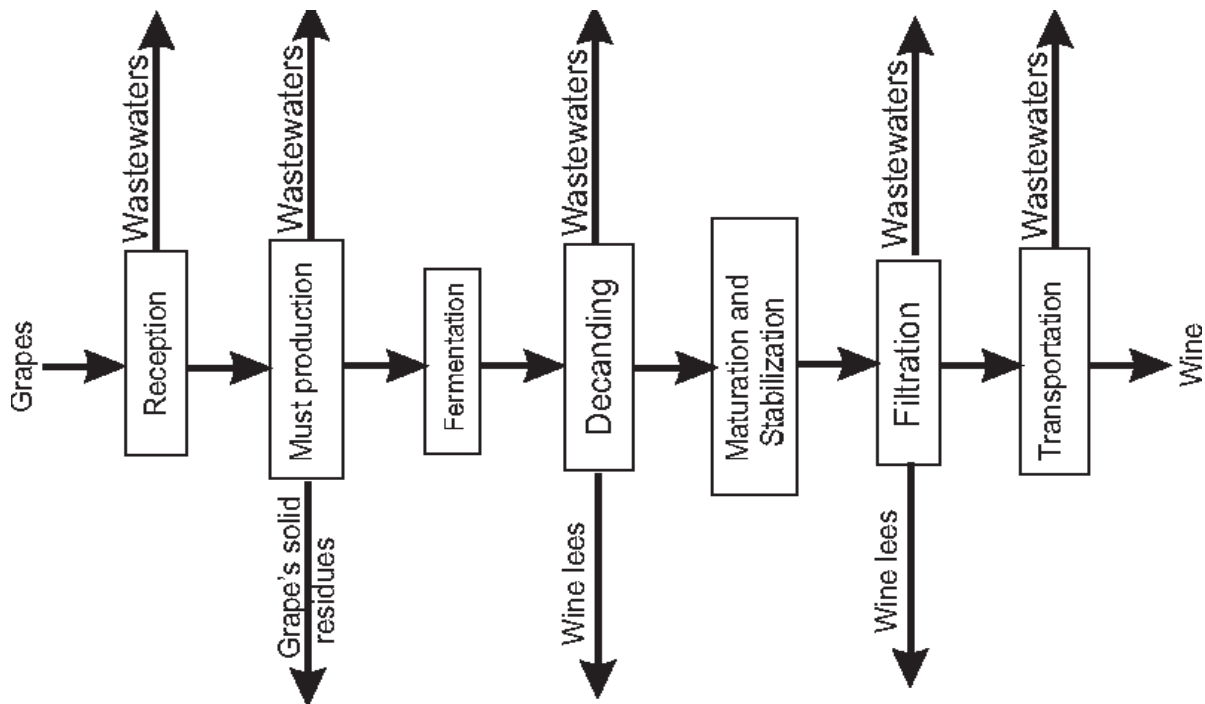 Grapes
Reception
Wastewaters
Must production
Wastewaters
Grape's solid
residues
Fermentation
Decanding
Wastewaters
Wine lees
Maturation and
Stabilization
Filtration
Wastewaters
Wine lees
Transportation
Wastewaters
Wine